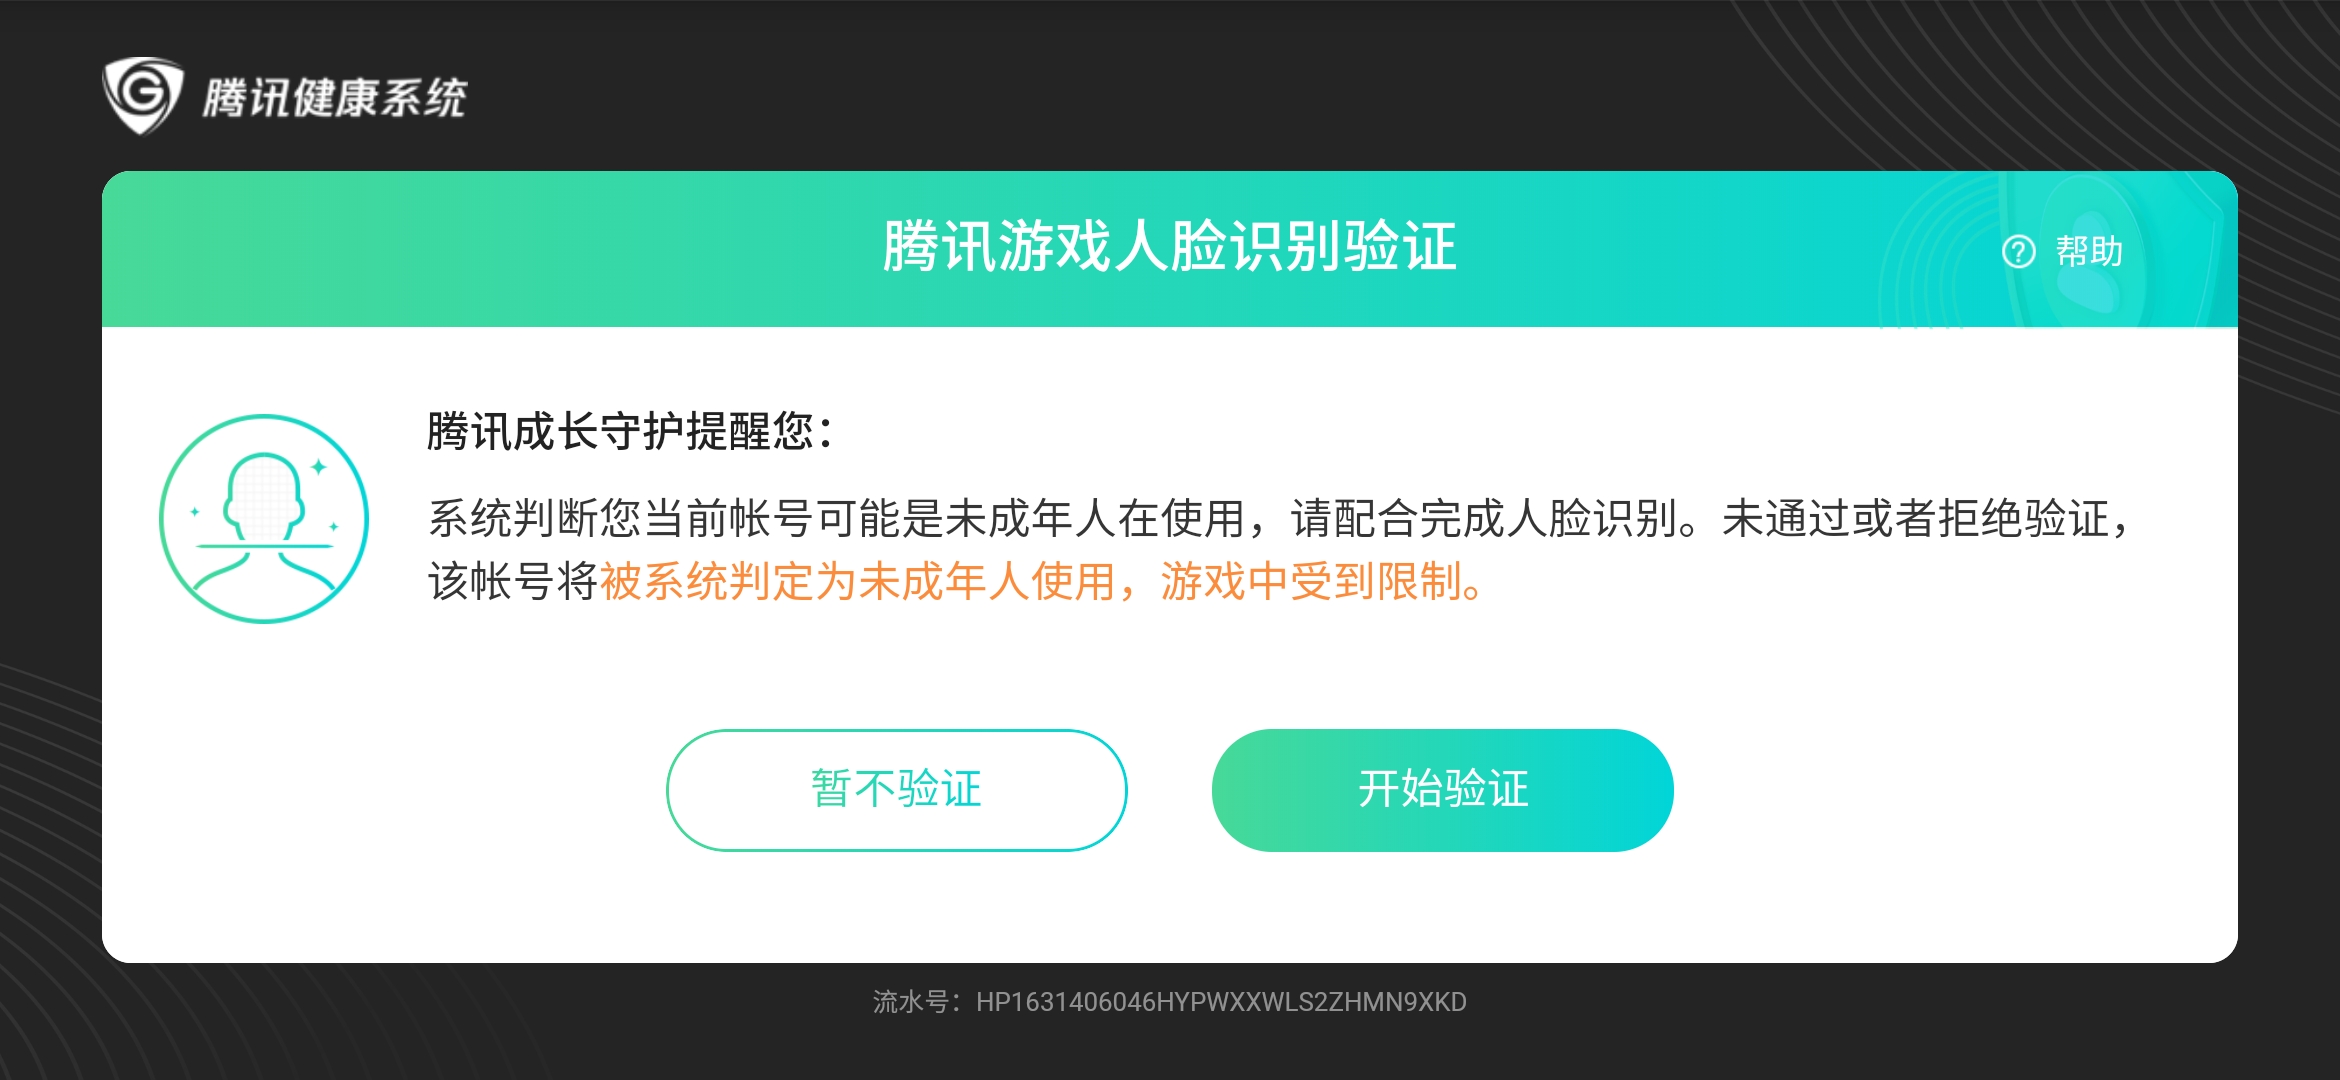 腾讯健康系统
腾讯游戏人脸识别验证
帮助
腾讯成长守护提醒您：
系统判断您当前帐号可能是未成年人在使用，请配合完成人脸识别。未通过或者拒绝验证，
该帐号将被系统判定为未成年人使用，游戏中受到限制。
暂不验证
开始验证
流水号：HP1631406046HYPWXXWLS2ZHMN9XKD